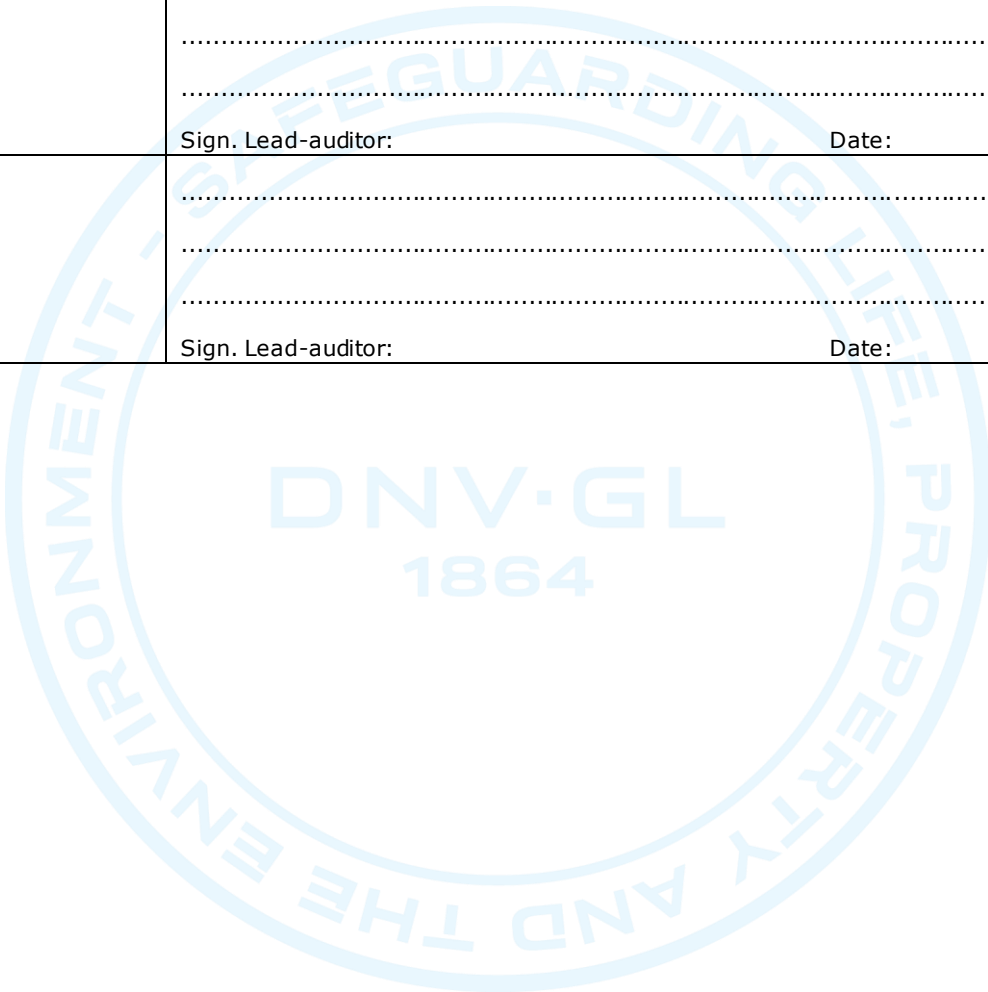 ................................................................................................
................................................................................................
Sign. Lead-auditor: Date:
................................................................................................
................................................................................................
................................................................................................
Sign. Lead-auditor: Date:
SAFEGUARDING LIFE, PROPERTY AND THE ENVIRONMENT -
DNV·GL
1864